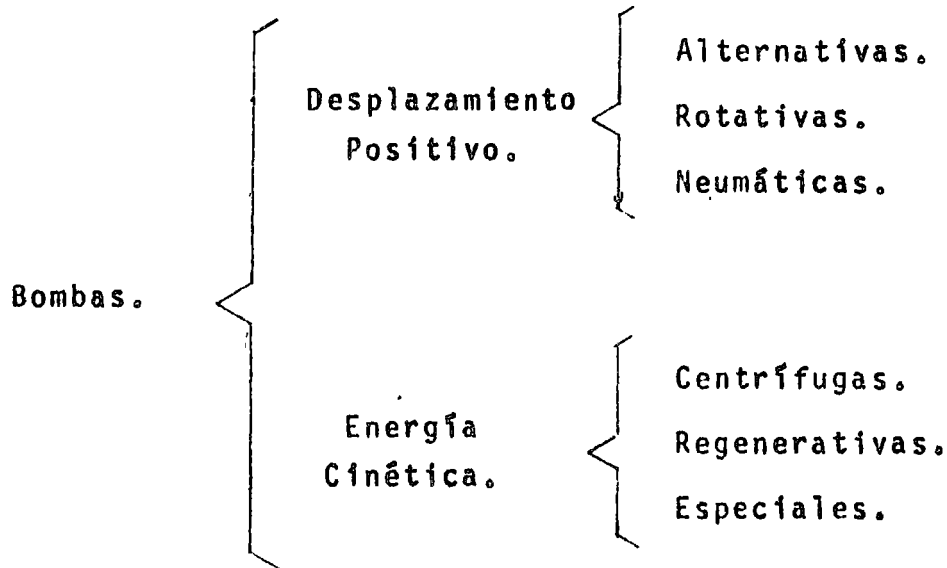 Bombas.
Desplazamiento
Positivo.
Alternativas.
Rotativas.
Neumáticas.
Energía
Cinética.
Centrífugas.
Regenerativas.
Especiales.